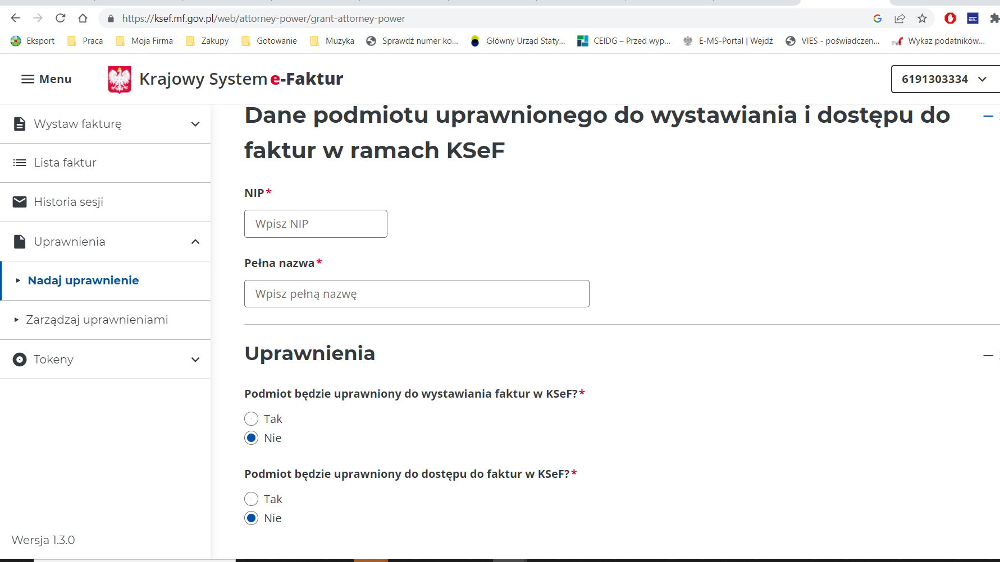 https://ksef.mf.gov.pl/web/attorney-power/grant-attorney-power
Eksport Praca Moja Firma Zakupy Gotowanie Muzyka Sprawdź numer ko... Główny Urząd Staty... CEIDG – Przed wyp... E-MS-Portal | Wejdź VIES - poświadczen... Wykaz podatników...
Menu
Krajowy System e-Faktur
6191303334
Wystaw fakturę
Lista faktur
Historia sesji
Uprawnienia
Nadaj uprawnienie
Zarządzaj uprawnieniami
Tokeny
Wersja 1.3.0
Dane podmiotu uprawnionego do wystawiania i dostępu do
faktur w ramach KSeF
NIP*
Wpisz NIP
Pełna nazwa*
Wpisz pełną nazwę
Uprawnienia
Podmiot będzie uprawniony do wystawiania faktur w KSeF?*
Tak
Nie
Podmiot będzie uprawniony do dostępu do faktur w KSeF?*
Tak
Nie